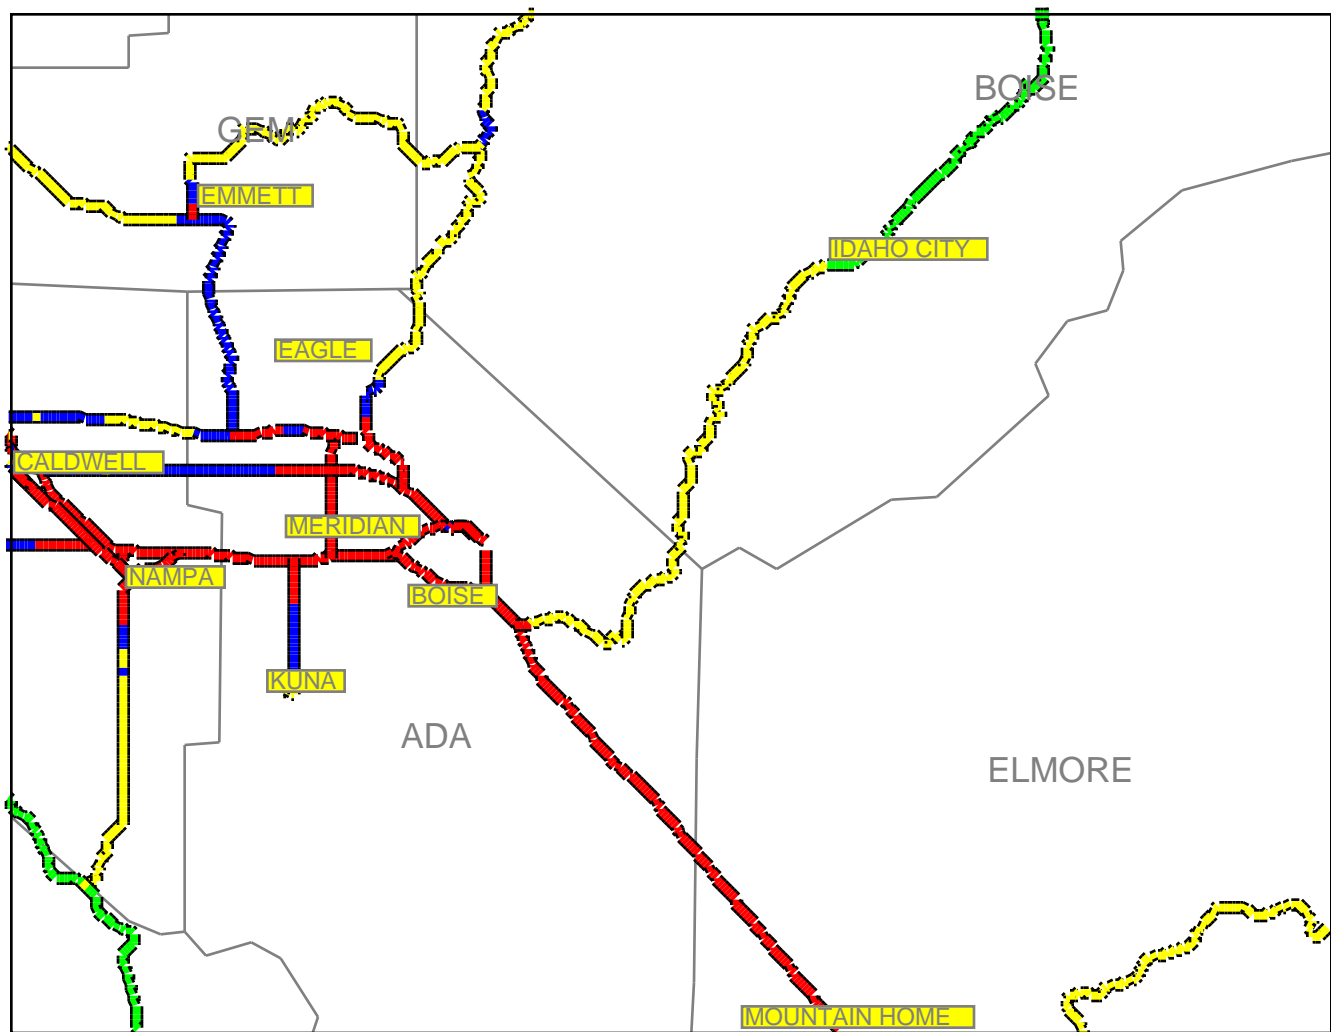 BOISE
GEM
EMMETT
IDAHO CITY
EAGLE
CALDWELL
MERIDIAN
NAMPA
BOISE
KUNA
ADA
ELMORE
MOUNTAIN HOME